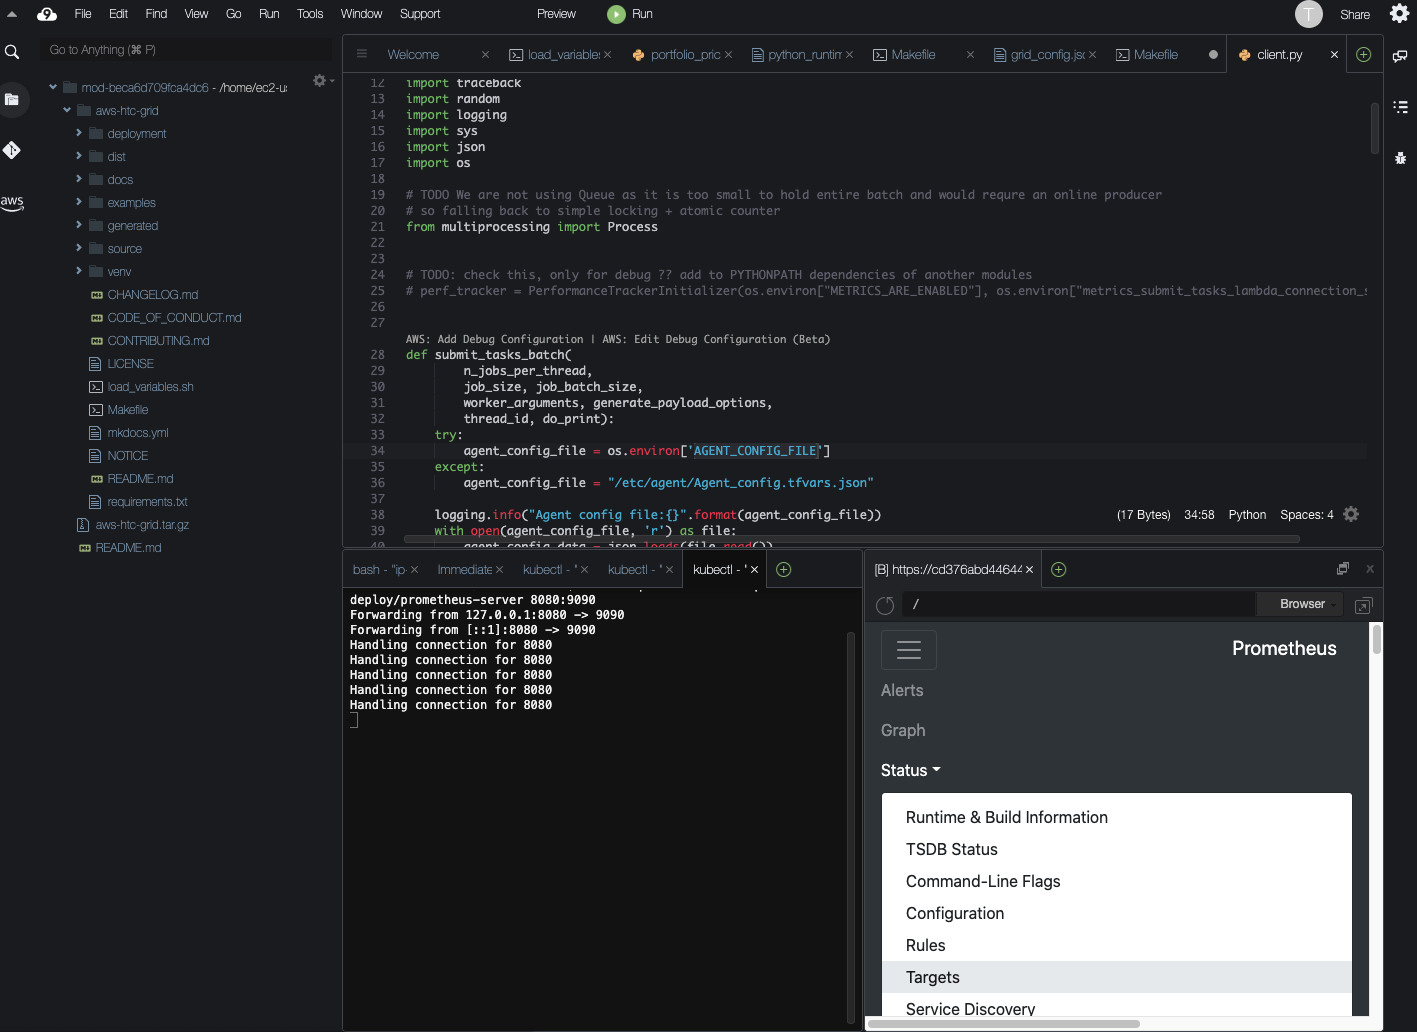 File Edit Find View Go Run Tools Window Support Preview Run T Share
Go to Anything (⌘ P)
mod-beca6d709fca4dc6 - /home/ec2-us
aws-htc-grid
deployment
dist
docs
examples
generated
source
venv
CHANGELOG.md
CODE_OF_CONDUCT.md
CONTRIBUTING.md
LICENSE
load_variables.sh
Makefile
mkdocs.yml
NOTICE
README.md
requirements.txt
aws-htc-grid.tar.gz
README.md
aws
Welcome load_variables portfolio_pric python_runtim Makefile grid_config.jso Makefile client.py
12 import traceback
13 import random
14 import logging
15 import sys
16 import json
17 import os
18
19 # TODO We are not using Queue as it is too small to hold entire batch and would requre an online producer
20 # so falling back to simple locking + atomic counter
21 from multiprocessing import Process
22
23
24 # TODO: check this, only for debug ?? add to PYTHONPATH dependencies of another modules
25 # perf_tracker = PerformanceTrackerInitializer(os.environ["METRICS_ARE_ENABLED"], os.environ["metrics_submit_tasks_lambda_connection_s
26
27
AWS: Add Debug Configuration | AWS: Edit Debug Configuration (Beta)
28 def submit_tasks_batch(
29 n_jobs_per_thread,
30 job_size, job_batch_size,
31 worker_arguments, generate_payload_options,
32 thread_id, do_print):
33 try:
34 agent_config_file = os.environ['AGENT_CONFIG_FILE']
35 except:
36 agent_config_file = "/etc/agent/Agent_config.tfvars.json"
37
38 logging.info("Agent config file:{}".format(agent_config_file))
39 with open(agent_config_file, 'r') as file:
40 agent_config_data = json.loads(file.read())
(17 Bytes) 34:58 Python Spaces: 4
bash - "ip- Immediate kubectl - " kubectl - " kubectl - "
deploy/prometheus-server 8080:9090
Forwarding from 127.0.0.1:8080 -> 9090
Forwarding from [::1]:8080 -> 9090
Handling connection for 8080
Handling connection for 8080
Handling connection for 8080
Handling connection for 8080
Handling connection for 8080
[B] https://cd376abd44644
/ Browser
Prometheus
Alerts
Graph
Status
Runtime & Build Information
TSDB Status
Command-Line Flags
Configuration
Rules
Targets
Service Discovery